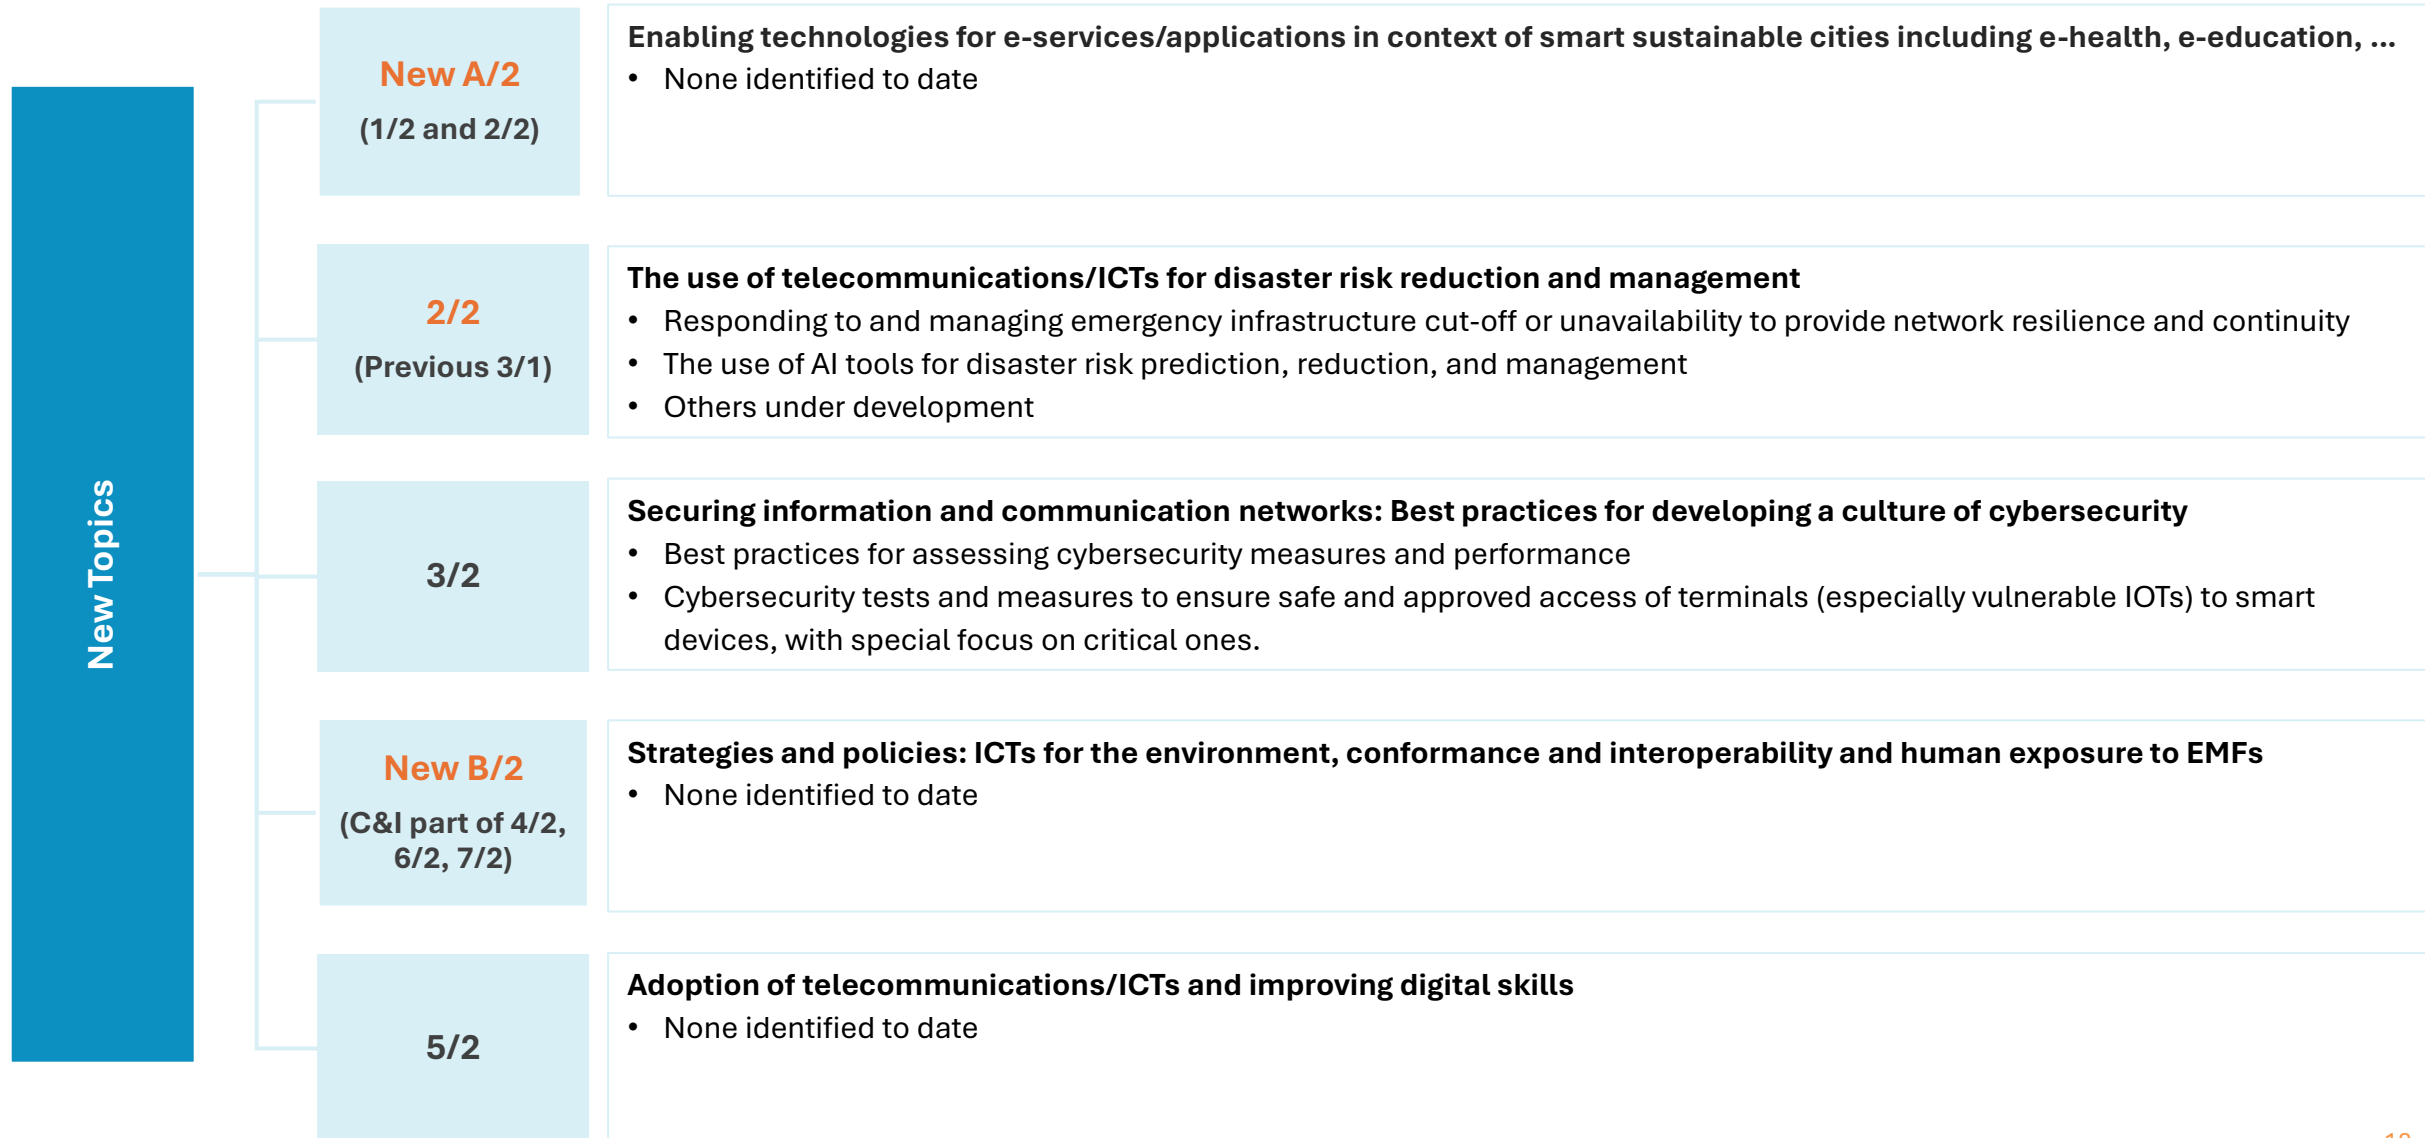 New Topics
New A/2
(1/2 and 2/2)
Enabling technologies for e-services/applications in context of smart sustainable cities including e-health, e-education, ...
• None identified to date
2/2
(Previous 3/1)
The use of telecommunications/ICTs for disaster risk reduction and management
• Responding to and managing emergency infrastructure cut-off or unavailability to provide network resilience and continuity
• The use of AI tools for disaster risk prediction, reduction, and management
• Others under development
3/2
Securing information and communication networks: Best practices for developing a culture of cybersecurity
• Best practices for assessing cybersecurity measures and performance
• Cybersecurity tests and measures to ensure safe and approved access of terminals (especially vulnerable IOTs) to smart
devices, with special focus on critical ones.
New B/2
(C&I part of 4/2,
6/2, 7/2)
Strategies and policies: ICTs for the environment, conformance and interoperability and human exposure to EMFs
• None identified to date
5/2
Adoption of telecommunications/ICTs and improving digital skills
• None identified to date